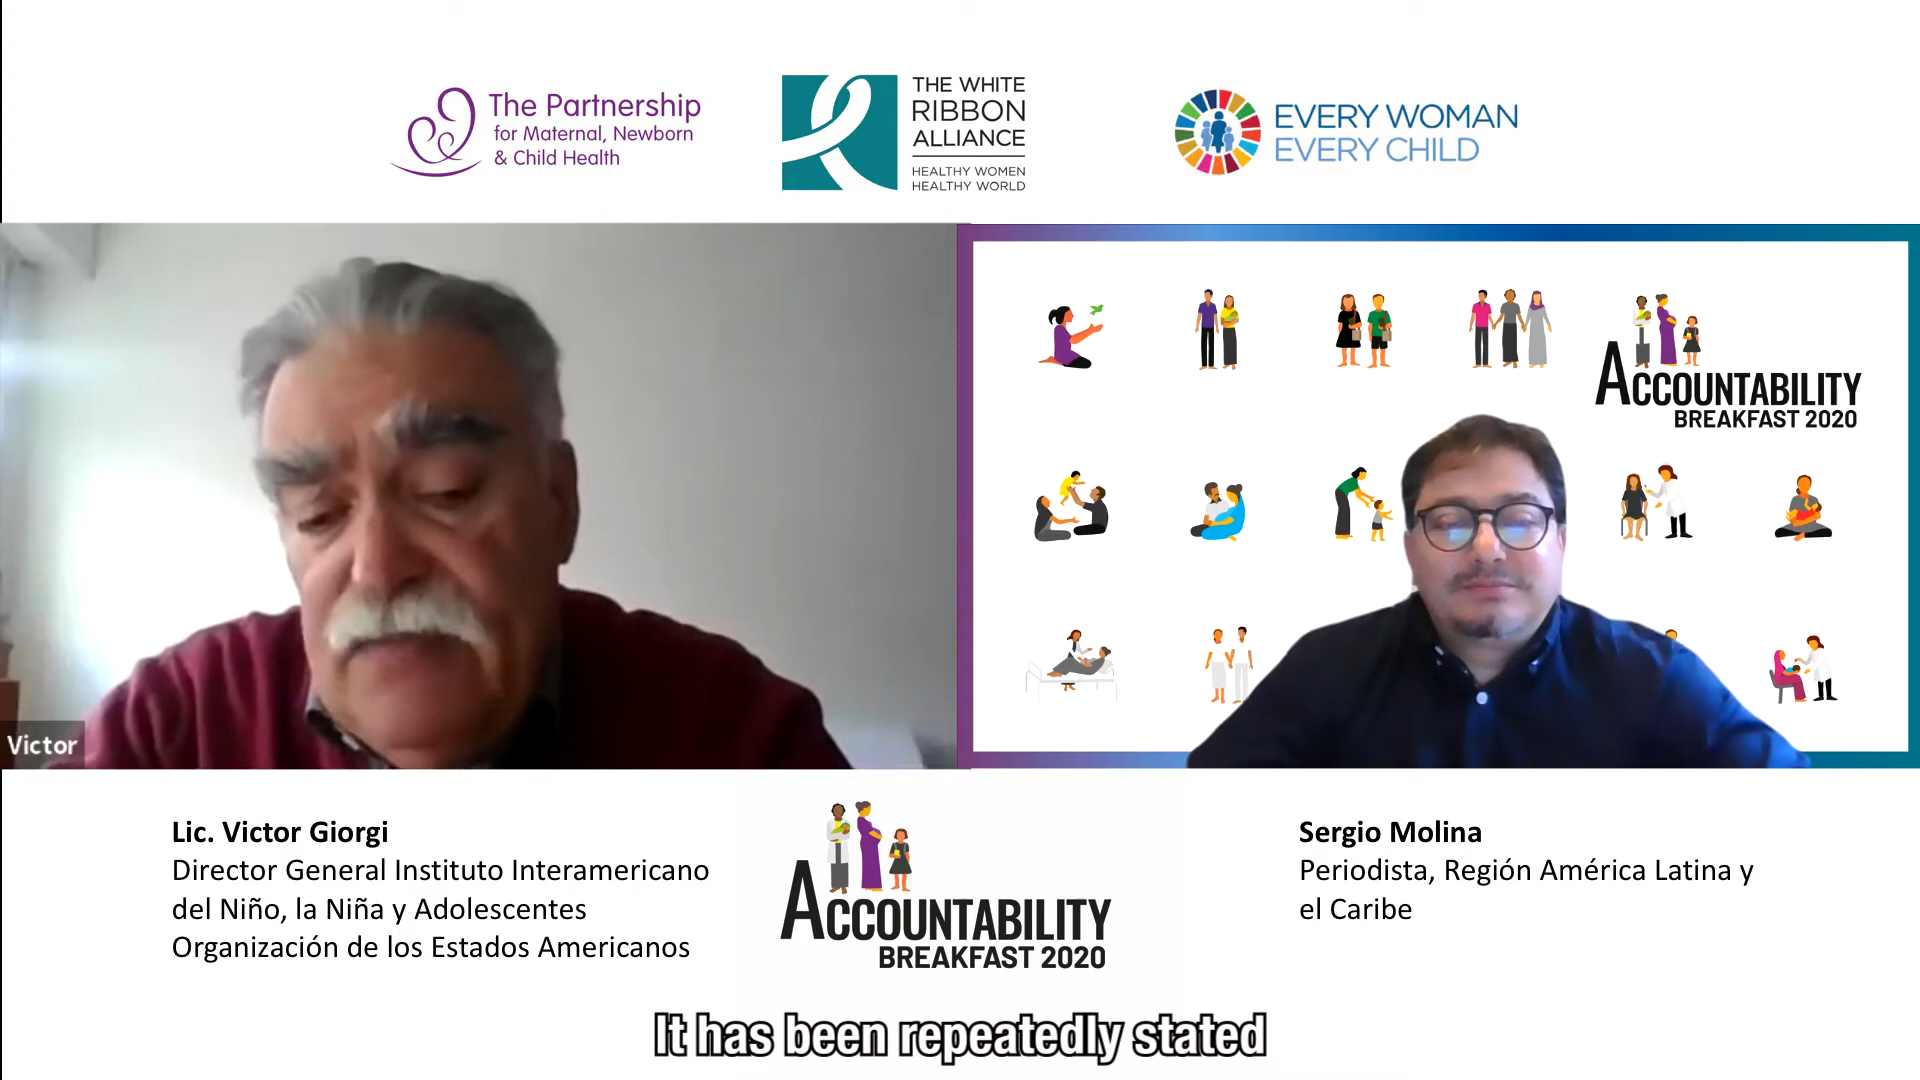 The Partnership
for Maternal, Newborn
& Child Health
THE WHITE
RIBBON
ALLIANCE
HEALTHY WOMEN
HEALTHY WORLD
EVERY WOMAN
EVERY CHILD
ACCOUNTABILITY
BREAKFAST 2020
Victor
Lic. Victor Giorgi
Director General Instituto Interamericano
del Niño, la Niña y Adolescentes
Organización de los Estados Americanos
ACCOUNTABILITY
BREAKFAST 2020
Sergio Molina
Periodista, Región América Latina y
el Caribe
It has been repeatedly stated